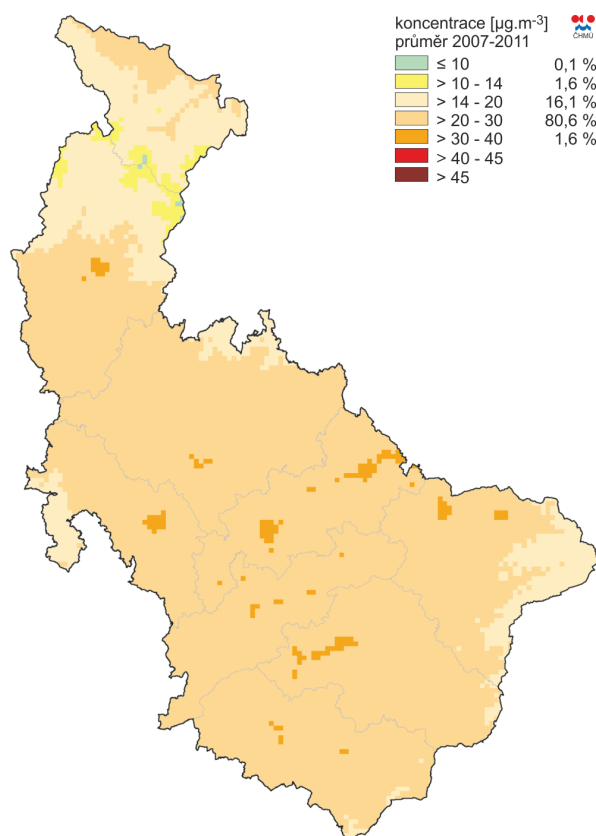 koncentrace [µg.m-3]
průměr 2007-2011
ČHMÚ
≤ 10 0,1 %
> 10 - 14 1,6 %
> 14 - 20 16,1 %
> 20 - 30 80,6 %
> 30 - 40 1,6 %
> 40 - 45
> 45